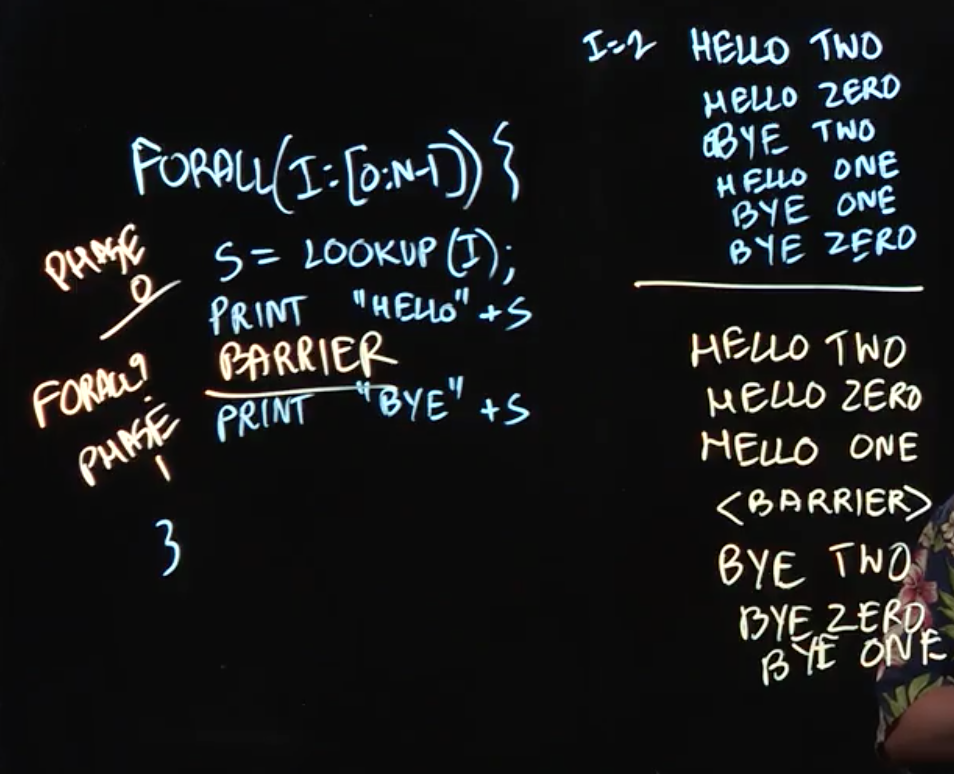 FORALL(I:[0:N-1]) {
PHASE
0
S = LOOKUP(I);
PRINT "HELLO" +S
BARRIER
FORALL?
PHASE
1
PRINT "BYE" +S
}
I=2 HELLO TWO
HELLO ZERO
BYE TWO
HELLO ONE
BYE ONE
BYE ZERO
HELLO TWO
HELLO ZERO
HELLO ONE
<BARRIER>
BYE TWO
BYE ZERO
BYE ONE